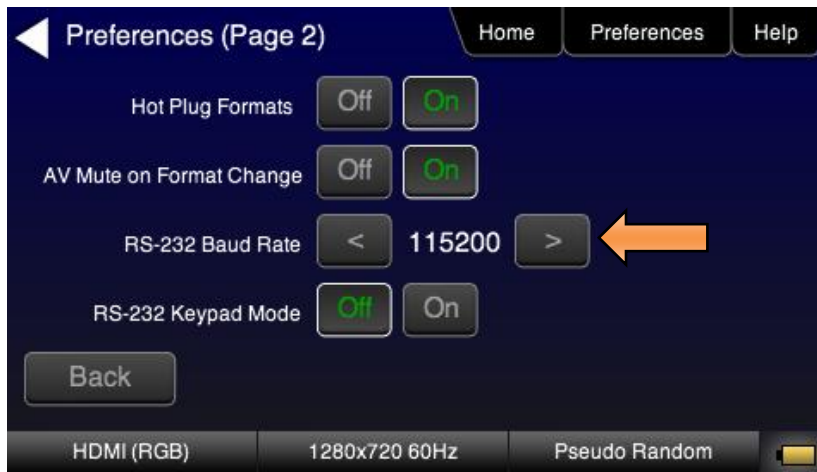 Preferences (Page 2) Home Preferences Help
Hot Plug Formats Off On
AV Mute on Format Change Off On
RS-232 Baud Rate < 115200 >
RS-232 Keypad Mode Off On
Back
HDMI (RGB) 1280x720 60Hz Pseudo Random